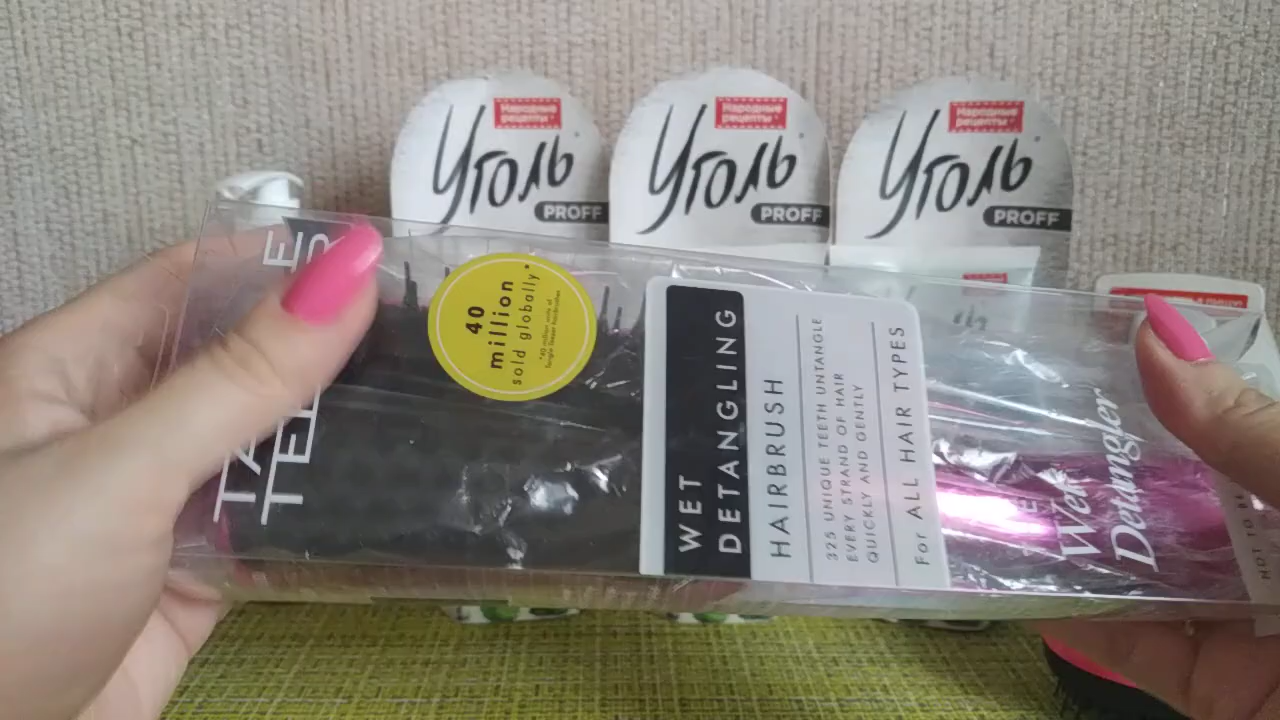 Народные
рецепты
Уголь
PROFF
Народные
рецепты
Уголь
PROFF
Народные
рецепты
Уголь
PROFF
40
million
sold globally*
WET
DETANGLING
HAIRBRUSH
325 UNIQUE TEETH UNTANGLE
EVERY STRAND OF HAIR
QUICKLY AND GENTLY
For ALL HAIR TYPES
Wet
Detangler